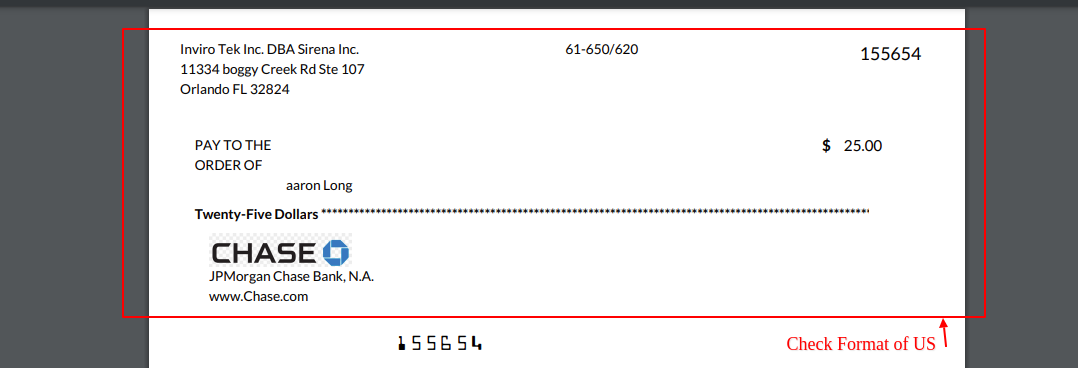 Inviro Tek Inc. DBA Sirena Inc.
61-650/620
155654
11334 boggy Creek Rd Ste 107
Orlando FL 32824
PAY TO THE
ORDER OF
$ 25.00
aaron Long
Twenty-Five Dollars ****************************************************************************************************
CHASE
JPMorgan Chase Bank, N.A.
www.Chase.com
155654
Check Format of US